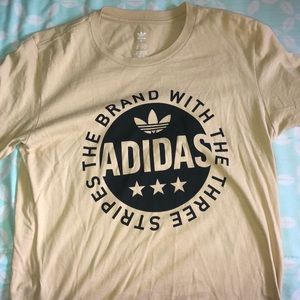 THE BRAND WITH THE THREE STRIPES
ADIDAS